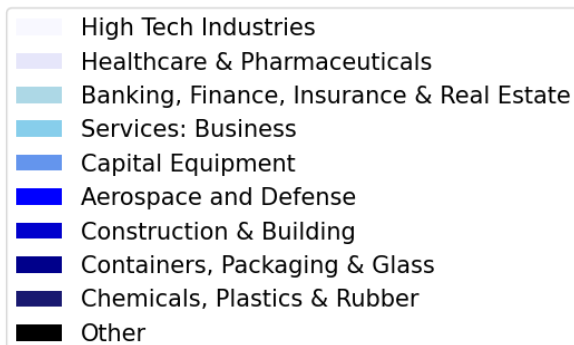 High Tech Industries
Healthcare & Pharmaceuticals
Banking, Finance, Insurance & Real Estate
Services: Business
Capital Equipment
Aerospace and Defense
Construction & Building
Containers, Packaging & Glass
Chemicals, Plastics & Rubber
Other